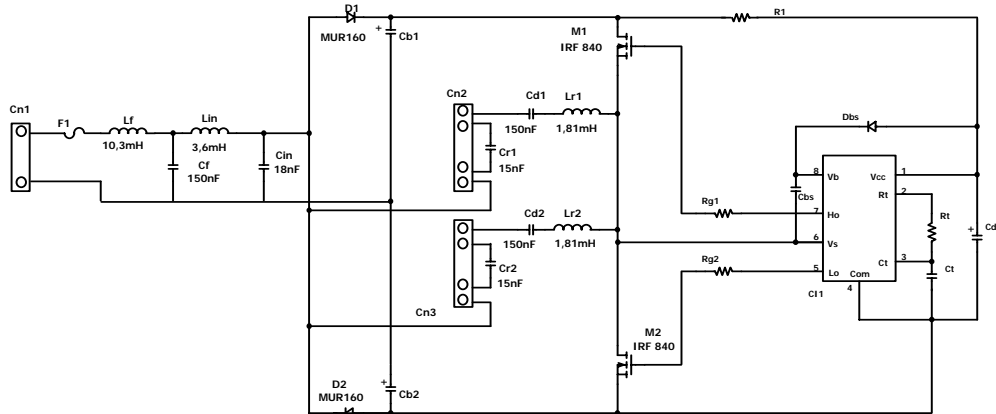 D1
MUR160
Cb1
+
M1
IRF 840
R1
Cn1
F1
Lf
10,3mH
Lin
3,6mH
Cf
150nF
Cin
18nF
Cn2
Cd1
150nF
Lr1
1,81mH
Cr1
15nF
Dbs
8
Vb
Vcc
1
Cbs
Rt
2
Rg1
7
Ho
Rt
6
Vs
Cd
+
Ct
3
Rg2
5
Lo
Com
4
Ct
CI1
Cd2
150nF
Lr2
1,81mH
Cr2
15nF
Cn3
M2
IRF 840
D2
MUR160
+
Cb2